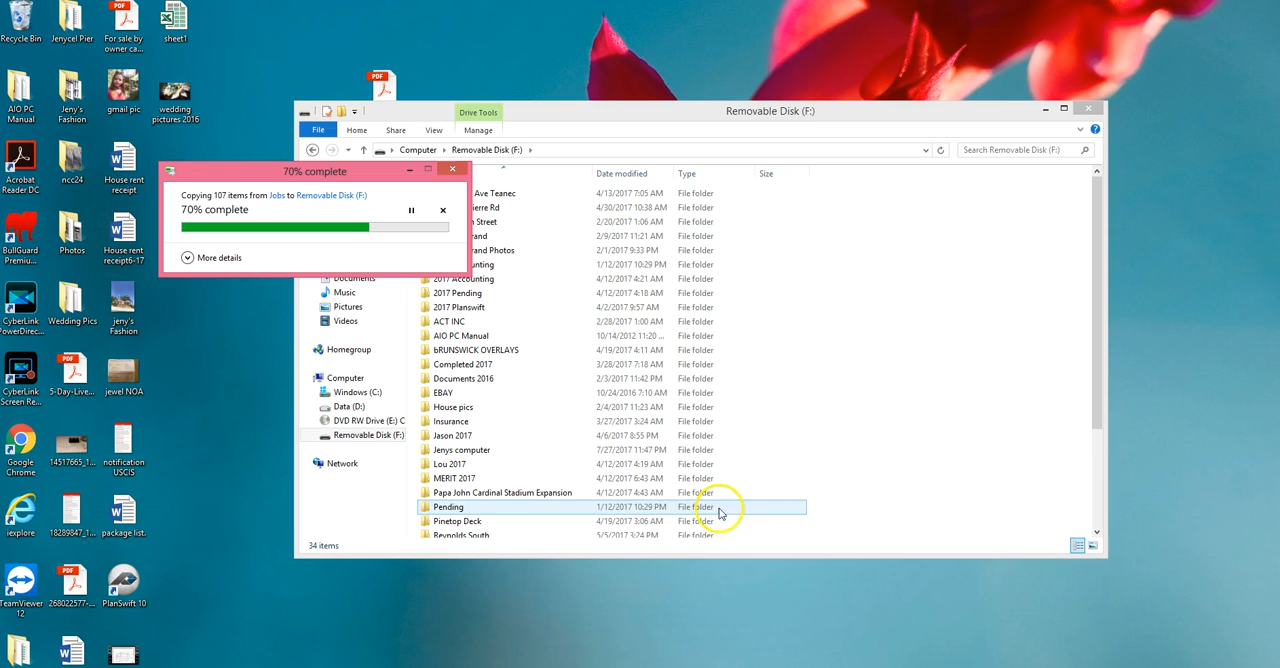 Recycle Bin
Jenycel Pier
For sale by
owner ca...
sheet1
AIO PC
Manual
Jeny's
Fashion
gmail pic
wedding
pictures 2016
Acrobat
Reader DC
ncc24
House rent
receipt
BullGuard
Premiu...
Photos
House rent
receipt6-17
CyberLink
PowerDirec...
Wedding Pics
jeny's
Fashion
CyberLink
Screen Re...
5-Day-Live...
jewel NOA
Google
Chrome
14517665_1...
notification
USCIS
iexplore
18289847_1...
package list.
TeamViewer
12
268022577-...
PlanSwift 10
PDF
Drive Tools
Removable Disk (F:)
File
Home
Share
View
Manage
Computer
Removable Disk (F:)
Search Removable Disk (F:)
Date modified
Type
Size
70% complete
Copying 107 items from Jobs to Removable Disk (F:)
70% complete
More details
Documents
Music
Pictures
Videos
Homegroup
Computer
Windows (C:)
Data (D:)
DVD RW Drive (E:) C
Removable Disk (F:)
Network
Ave Teanec 4/13/2017 7:05 AM File folder
ierre Rd 4/30/2017 10:38 AM File folder
n Street 2/20/2017 1:06 AM File folder
rand 2/9/2017 11:21 AM File folder
rand Photos 2/1/2017 9:33 PM File folder
unting 1/12/2017 10:29 PM File folder
2017 Accounting 4/12/2017 4:21 AM File folder
2017 Pending 4/12/2017 4:18 AM File folder
2017 Planswift 4/2/2017 9:57 AM File folder
ACT INC 2/28/2017 1:00 AM File folder
AIO PC Manual 10/14/2012 11:20 ... File folder
bRUNSWICK OVERLAYS 4/19/2017 4:11 AM File folder
Completed 2017 3/28/2017 7:18 AM File folder
Documents 2016 2/3/2017 11:42 PM File folder
EBAY 10/24/2016 7:10 AM File folder
House pics 2/4/2017 11:23 AM File folder
Insurance 3/27/2017 3:24 AM File folder
Jason 2017 4/6/2017 8:55 PM File folder
Jenys computer 7/27/2017 11:47 PM File folder
Lou 2017 4/12/2017 4:19 AM File folder
MERIT 2017 4/12/2017 6:43 AM File folder
Papa John Cardinal Stadium Expansion 4/12/2017 4:43 AM File folder
Pending 1/12/2017 10:29 PM File folder
Pinetop Deck 4/19/2017 3:06 AM File folder
Reynolds South 5/5/2017 3:24 PM File folder
34 items